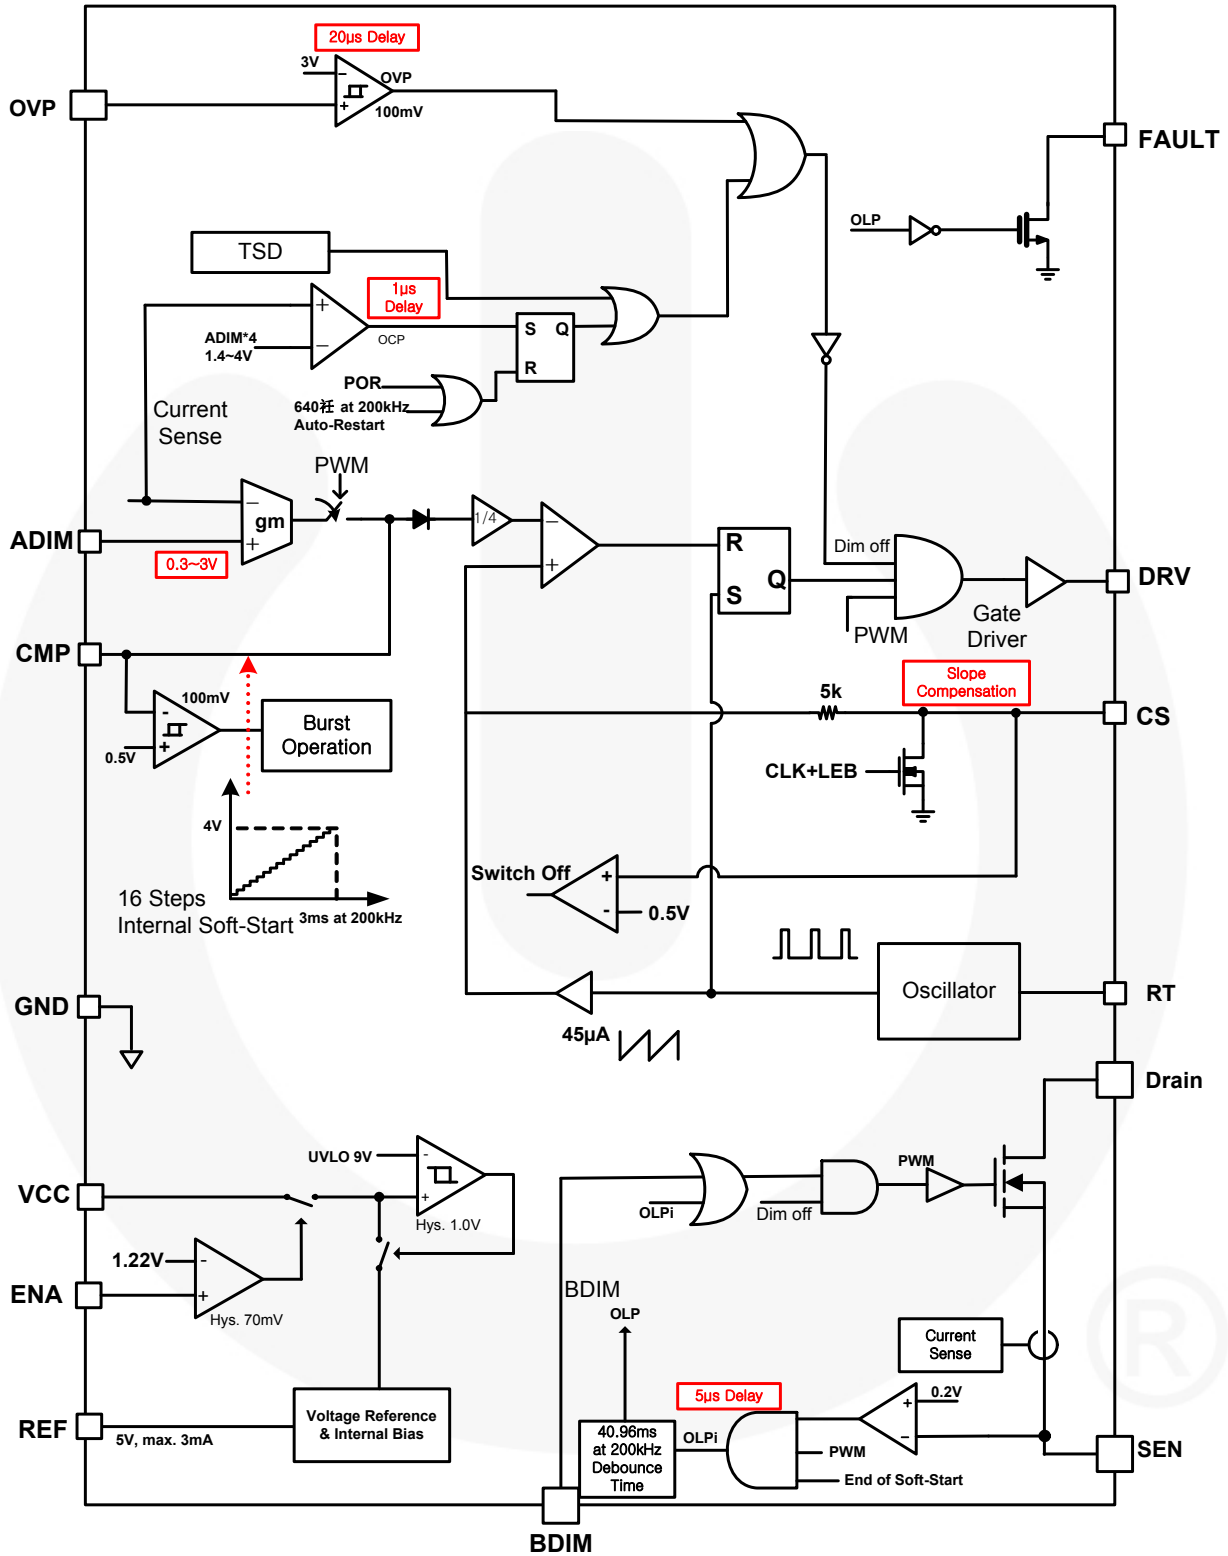 20µs Delay
3V
−
OVP
+
100mV
OVP
FAULT
OLP
TSD
1µs
Delay
+
ADIM*4
1.4~4V
−
OCP
S Q
R
POR
640㎲ at 200kHz
Auto-Restart
Current
Sense
PWM
−
gm
+
ADIM
0.3~3V
1/4
−
+
R
Q
S
Dim off
PWM
Gate
Driver
DRV
CMP
100mV
-
+
0.5V
Burst
Operation
Slope
Compensation
5k
CS
CLK+LEB
4V
16 Steps
Internal Soft-Start
3ms at 200kHz
Switch Off
+
-
0.5V
GND
Oscillator
RT
45µA
Drain
UVLO 9V
-
+
Hys. 1.0V
VCC
PWM
OLPi
Dim off
1.22V
-
+
ENA
Hys. 70mV
BDIM
OLP
Current
Sense
®
5µs Delay
0.2V
+
−
REF
5V, max. 3mA
Voltage Reference
& Internal Bias
40.96ms
at 200kHz
Debounce
Time
OLPi
PWM
End of Soft-Start
SEN
BDIM